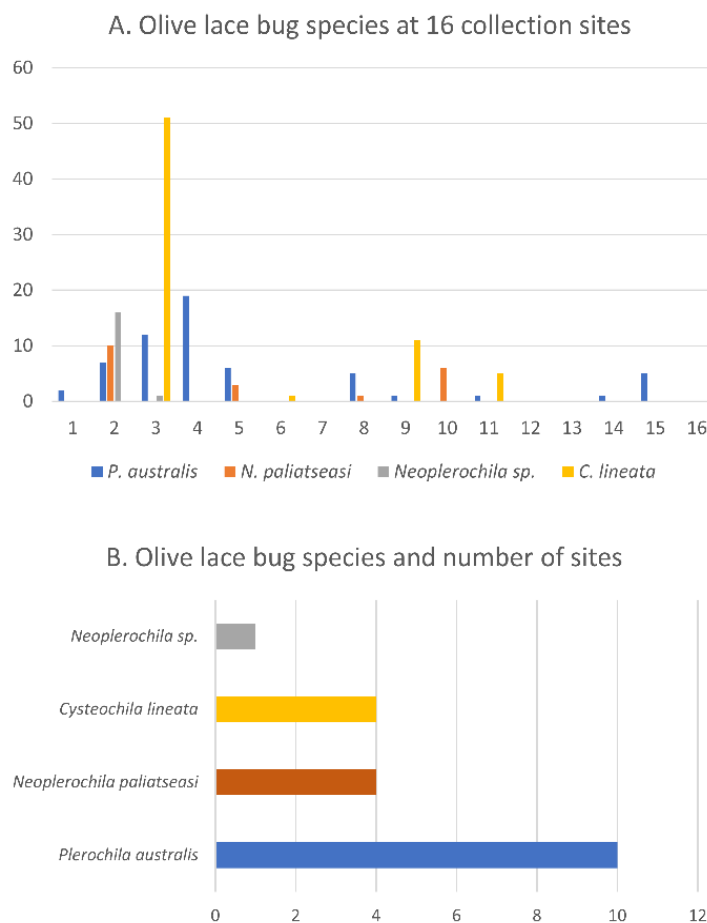 A. Olive lace bug species at 16 collection sites
60
50
40
30
20
10
0
1 2 3 4 5 6 7 8 9 10 11 12 13 14 15 16
P. australis N. paliatseasi Neoplerochila sp. C. lineata
B. Olive lace bug species and number of sites
Neoplerochila sp.
Cysteochila lineata
Neoplerochila paliatseasi
Plerochila australis
0 2 4 6 8 10 12